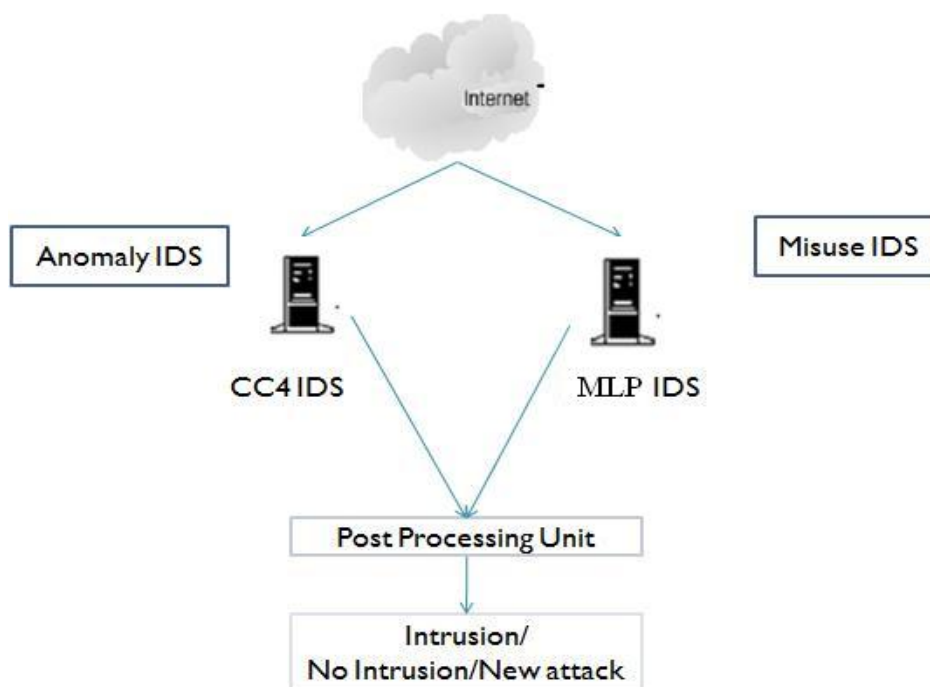 Internet
Anomaly IDS
Misuse IDS
CC4 IDS
MLP IDS
Post Processing Unit
Intrusion/
No Intrusion/New attack